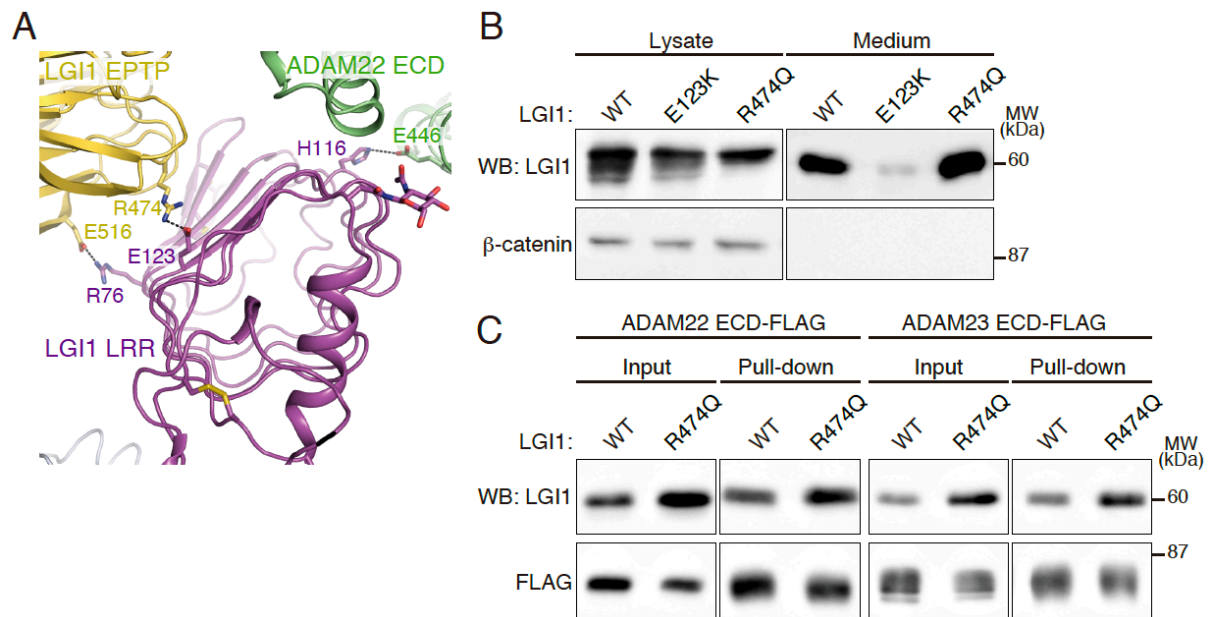 A
LGI1 EPTP
ADAM22 ECD
H116
E446
R474
E516
E123
R76
LGI1 LRR
B
Lysate Medium
LGI1: WT E123K R474Q WT E123K R474Q
MW
(kDa)
WB: LGI1
60
β-catenin
87
C
ADAM22 ECD-FLAG ADAM23 ECD-FLAG
Input Pull-down Input Pull-down
LGI1: WT R474Q WT R474Q WT R474Q WT R474Q
MW
(kDa)
WB: LGI1
60
87
FLAG